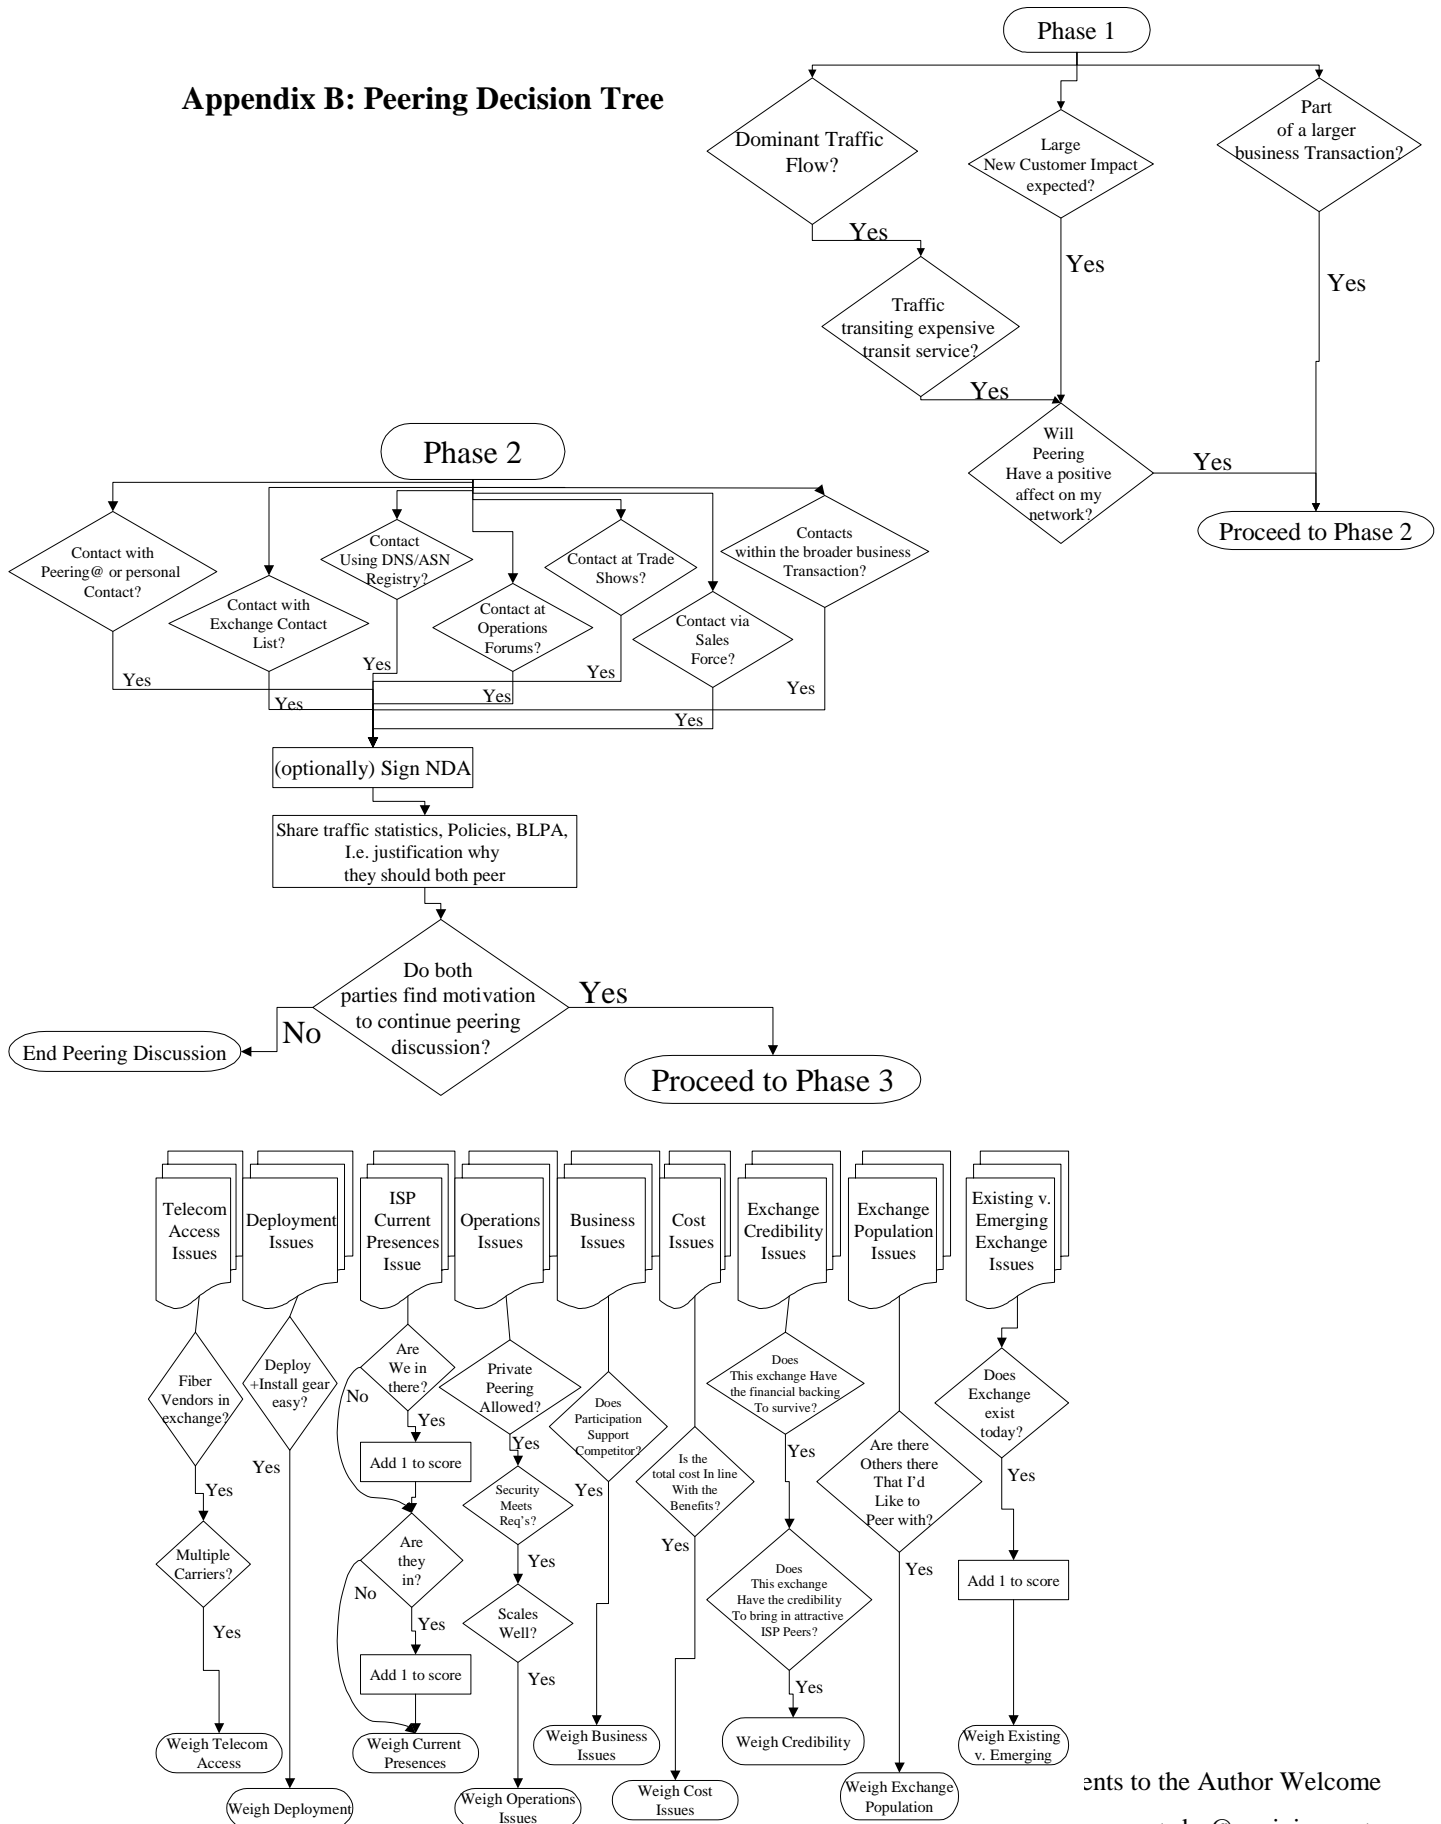 Phase 1
Appendix B: Peering Decision Tree
Dominant Traffic
Flow?
Large
New Customer Impact
expected?
Part
of a larger
business Transaction?
Yes
Yes
Yes
Traffic
transiting expensive
transit service?
Yes
Will
Peering
Have a positive
affect on my
network?
Yes
Proceed to Phase 2
Phase 2
Contact with
Peering@ or personal
Contact?
Contact with
Exchange Contact
List?
Contact
Using DNS/ASN
Registry?
Contact at
Operations
Forums?
Contact at Trade
Shows?
Contact via
Sales
Force?
Contacts
within the broader business
Transaction?
Yes
Yes
Yes
Yes
Yes
Yes
Yes
(optionally) Sign NDA
Share traffic statistics, Policies, BLPA,
I.e. justification why
they should both peer
Do both
parties find motivation
to continue peering
discussion?
Yes
No
End Peering Discussion
Proceed to Phase 3
Telecom
Access
Issues
Fiber
Vendors in
exchange?
Yes
Multiple
Carriers?
Yes
Weigh Telecom
Access
Deployment
Issues
Deploy
+Install gear
easy?
Yes
Weigh Deployment
ISP
Current
Presences
Issue
Are
We in
there?
No
Yes
Add 1 to score
Are
they
in?
No
Yes
Add 1 to score
Weigh Current
Presences
Operations
Issues
Private
Peering
Allowed?
Yes
Security
Meets
Req's?
Yes
Scales
Well?
Yes
Weigh Operations
Issues
Business
Issues
Does
Participation
Support
Competitor?
Yes
Weigh Business
Issues
Cost
Issues
Is the
total cost In line
With the
Benefits?
Yes
Weigh Cost
Issues
Exchange
Credibility
Issues
Does
This exchange Have
the financial backing
To survive?
Yes
Does
This exchange
Have the credibility
To bring in attractive
ISP Peers?
Yes
Weigh Credibility
Exchange
Population
Issues
Are there
Others there
That I'd
Like to
Peer with?
Yes
Weigh Exchange
Population
Existing v.
Emerging
Exchange
Issues
Does
Exchange
exist
today?
Yes
Add 1 to score
Weigh Existing
v. Emerging
ents to the Author Welcome